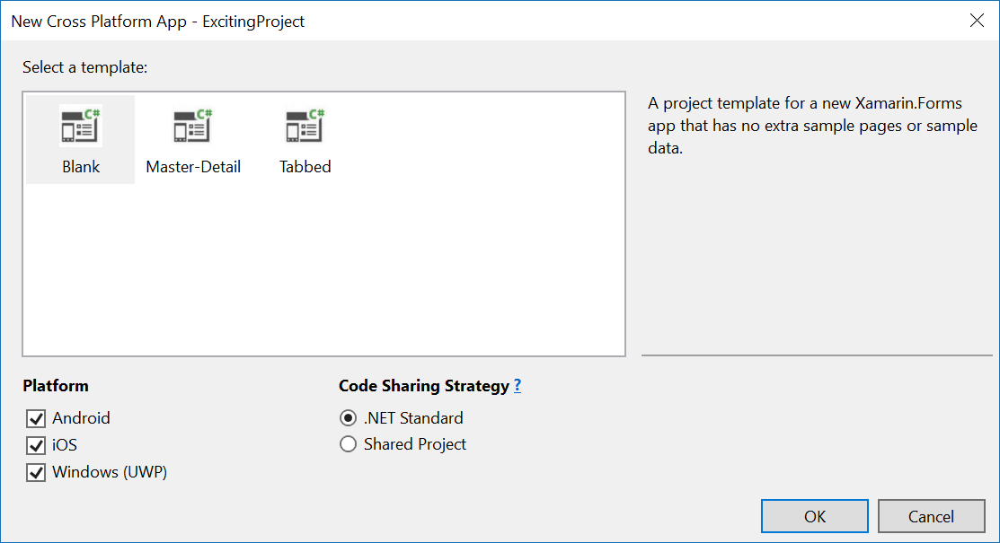 New Cross Platform App - ExcitingProject
Select a template:
C#
Blank
C#
Master-Detail
C#
Tabbed
A project template for a new Xamarin.Forms
app that has no extra sample pages or sample
data.
Platform
Android
iOS
Windows (UWP)
Code Sharing Strategy ?
.NET Standard
Shared Project
OK
Cancel